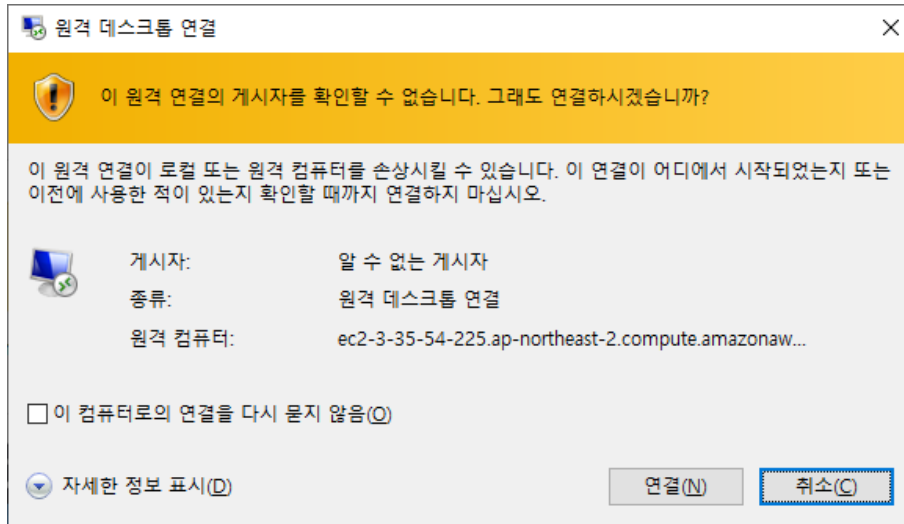 원격 데스크톱 연결
이 원격 연결의 게시자를 확인할 수 없습니다. 그래도 연결하시겠습니까?
이 원격 연결이 로컬 또는 원격 컴퓨터를 손상시킬 수 있습니다. 이 연결이 어디에서 시작되었는지 또는
이전에 사용한 적이 있는지 확인할 때까지 연결하지 마십시오.
게시자: 알 수 없는 게시자
종류: 원격 데스크톱 연결
원격 컴퓨터: ec2-3-35-54-225.ap-northeast-2.compute.amazonaw...
이 컴퓨터로의 연결을 다시 묻지 않음(O)
자세한 정보 표시(D) 연결(N) 취소(C)